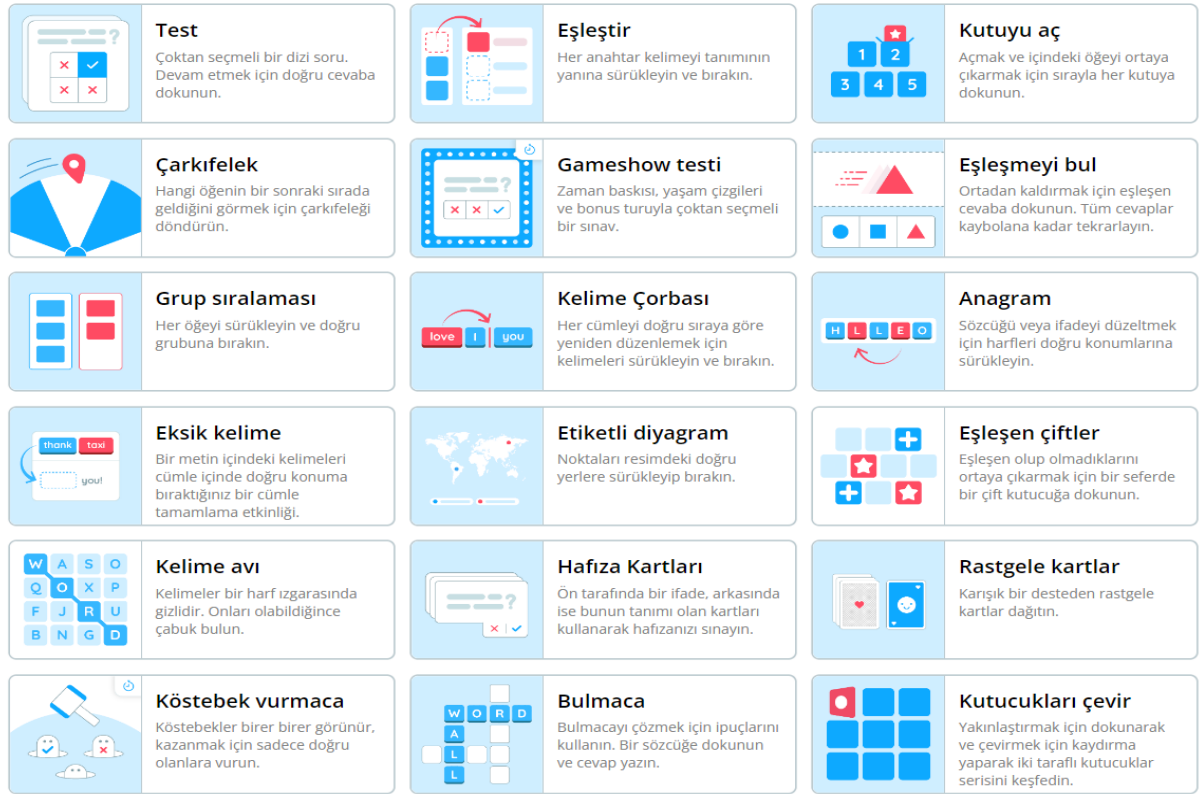 Test
Çoktan seçmeli bir dizi soru.
Devam etmek için doğru cevaba
dokunun.
Eşleştir
Her anahtar kelimeyi tanımının
yanına sürükleyin ve bırakın.
1 2
3 4 5
Kutuyu aç
Açmak ve içindeki öğeyi ortaya
çıkarmak için sırayla her kutuya
dokunun.
Çarkıfelek
Hangi öğenin bir sonraki sırada
geldiğini görmek için çarkıfeleği
döndürün.
Gameshow testi
Zaman baskısı, yaşam çizgileri
ve bonus turuyla çoktan seçmeli
bir sınav.
Eşleşmeyi bul
Ortadan kaldırmak için eşleşen
cevaba dokunun. Tüm cevaplar
kaybolana kadar tekrarlayın.
Grup sıralaması
Her öğeyi sürükleyin ve doğru
grubuna bırakın.
love I you
Kelime Çorbası
Her cümleyi doğru sıraya göre
yeniden düzenlemek için
kelimeleri sürükleyin ve bırakın.
H L L E O
Anagram
Sözcüğü veya ifadeyi düzeltmek
için harfleri doğru konumlarına
sürükleyin.
thank taxi
you!
Eksik kelime
Bir metin içindeki kelimeleri
cümle içinde doğru konuma
bıraktığınız bir cümle
tamamlama etkinliği.
Etiketli diyagram
Noktaları resimdeki doğru
yerlere sürükleyip bırakın.
Eşleşen çiftler
Eşleşen olup olmadıklarını
ortaya çıkarmak için bir seferde
bir çift kutucuğa dokunun.
W A S O
Q O X P
F J R U
B N G D
Kelime avı
Kelimeler bir harf ızgarasında
gizlidir. Onları olabildiğince
çabuk bulun.
Hafıza Kartları
Ön tarafında bir ifade, arkasında
ise bunun tanımı olan kartları
kullanarak hafızanızı sınayın.
Rastgele kartlar
Karışık bir desteden rastgele
kartlar dağıtın.
Köstebek vurmaca
Köstebekler birer birer görünür,
kazanmak için sadece doğru
olanlara vurun.
W O R D
A
L
L
Bulmaca
Bulmacayı çözmek için ipuçlarını
kullanın. Bir sözcüğe dokunun
ve cevap yazın.
Kutucukları çevir
Yakınlaştırmak için dokunarak
ve çevirmek için kaydırma
yaparak iki taraflı kutucuklar
serisini keşfedin.